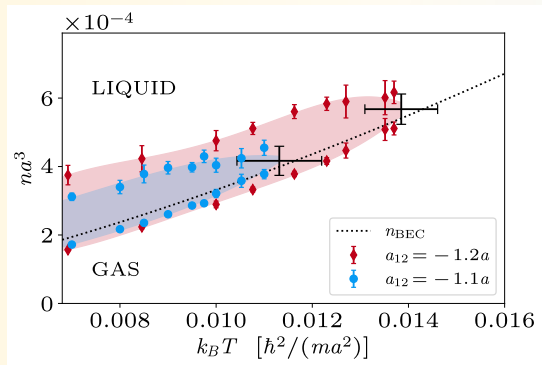 ×10⁻⁴
LIQUID
6
4
2
0
na³
GAS
n_BEC
a₁₂ = −1.2a
a₁₂ = −1.1a
0.008 0.010 0.012 0.014 0.016
k_BT [ℏ²/(ma²)]